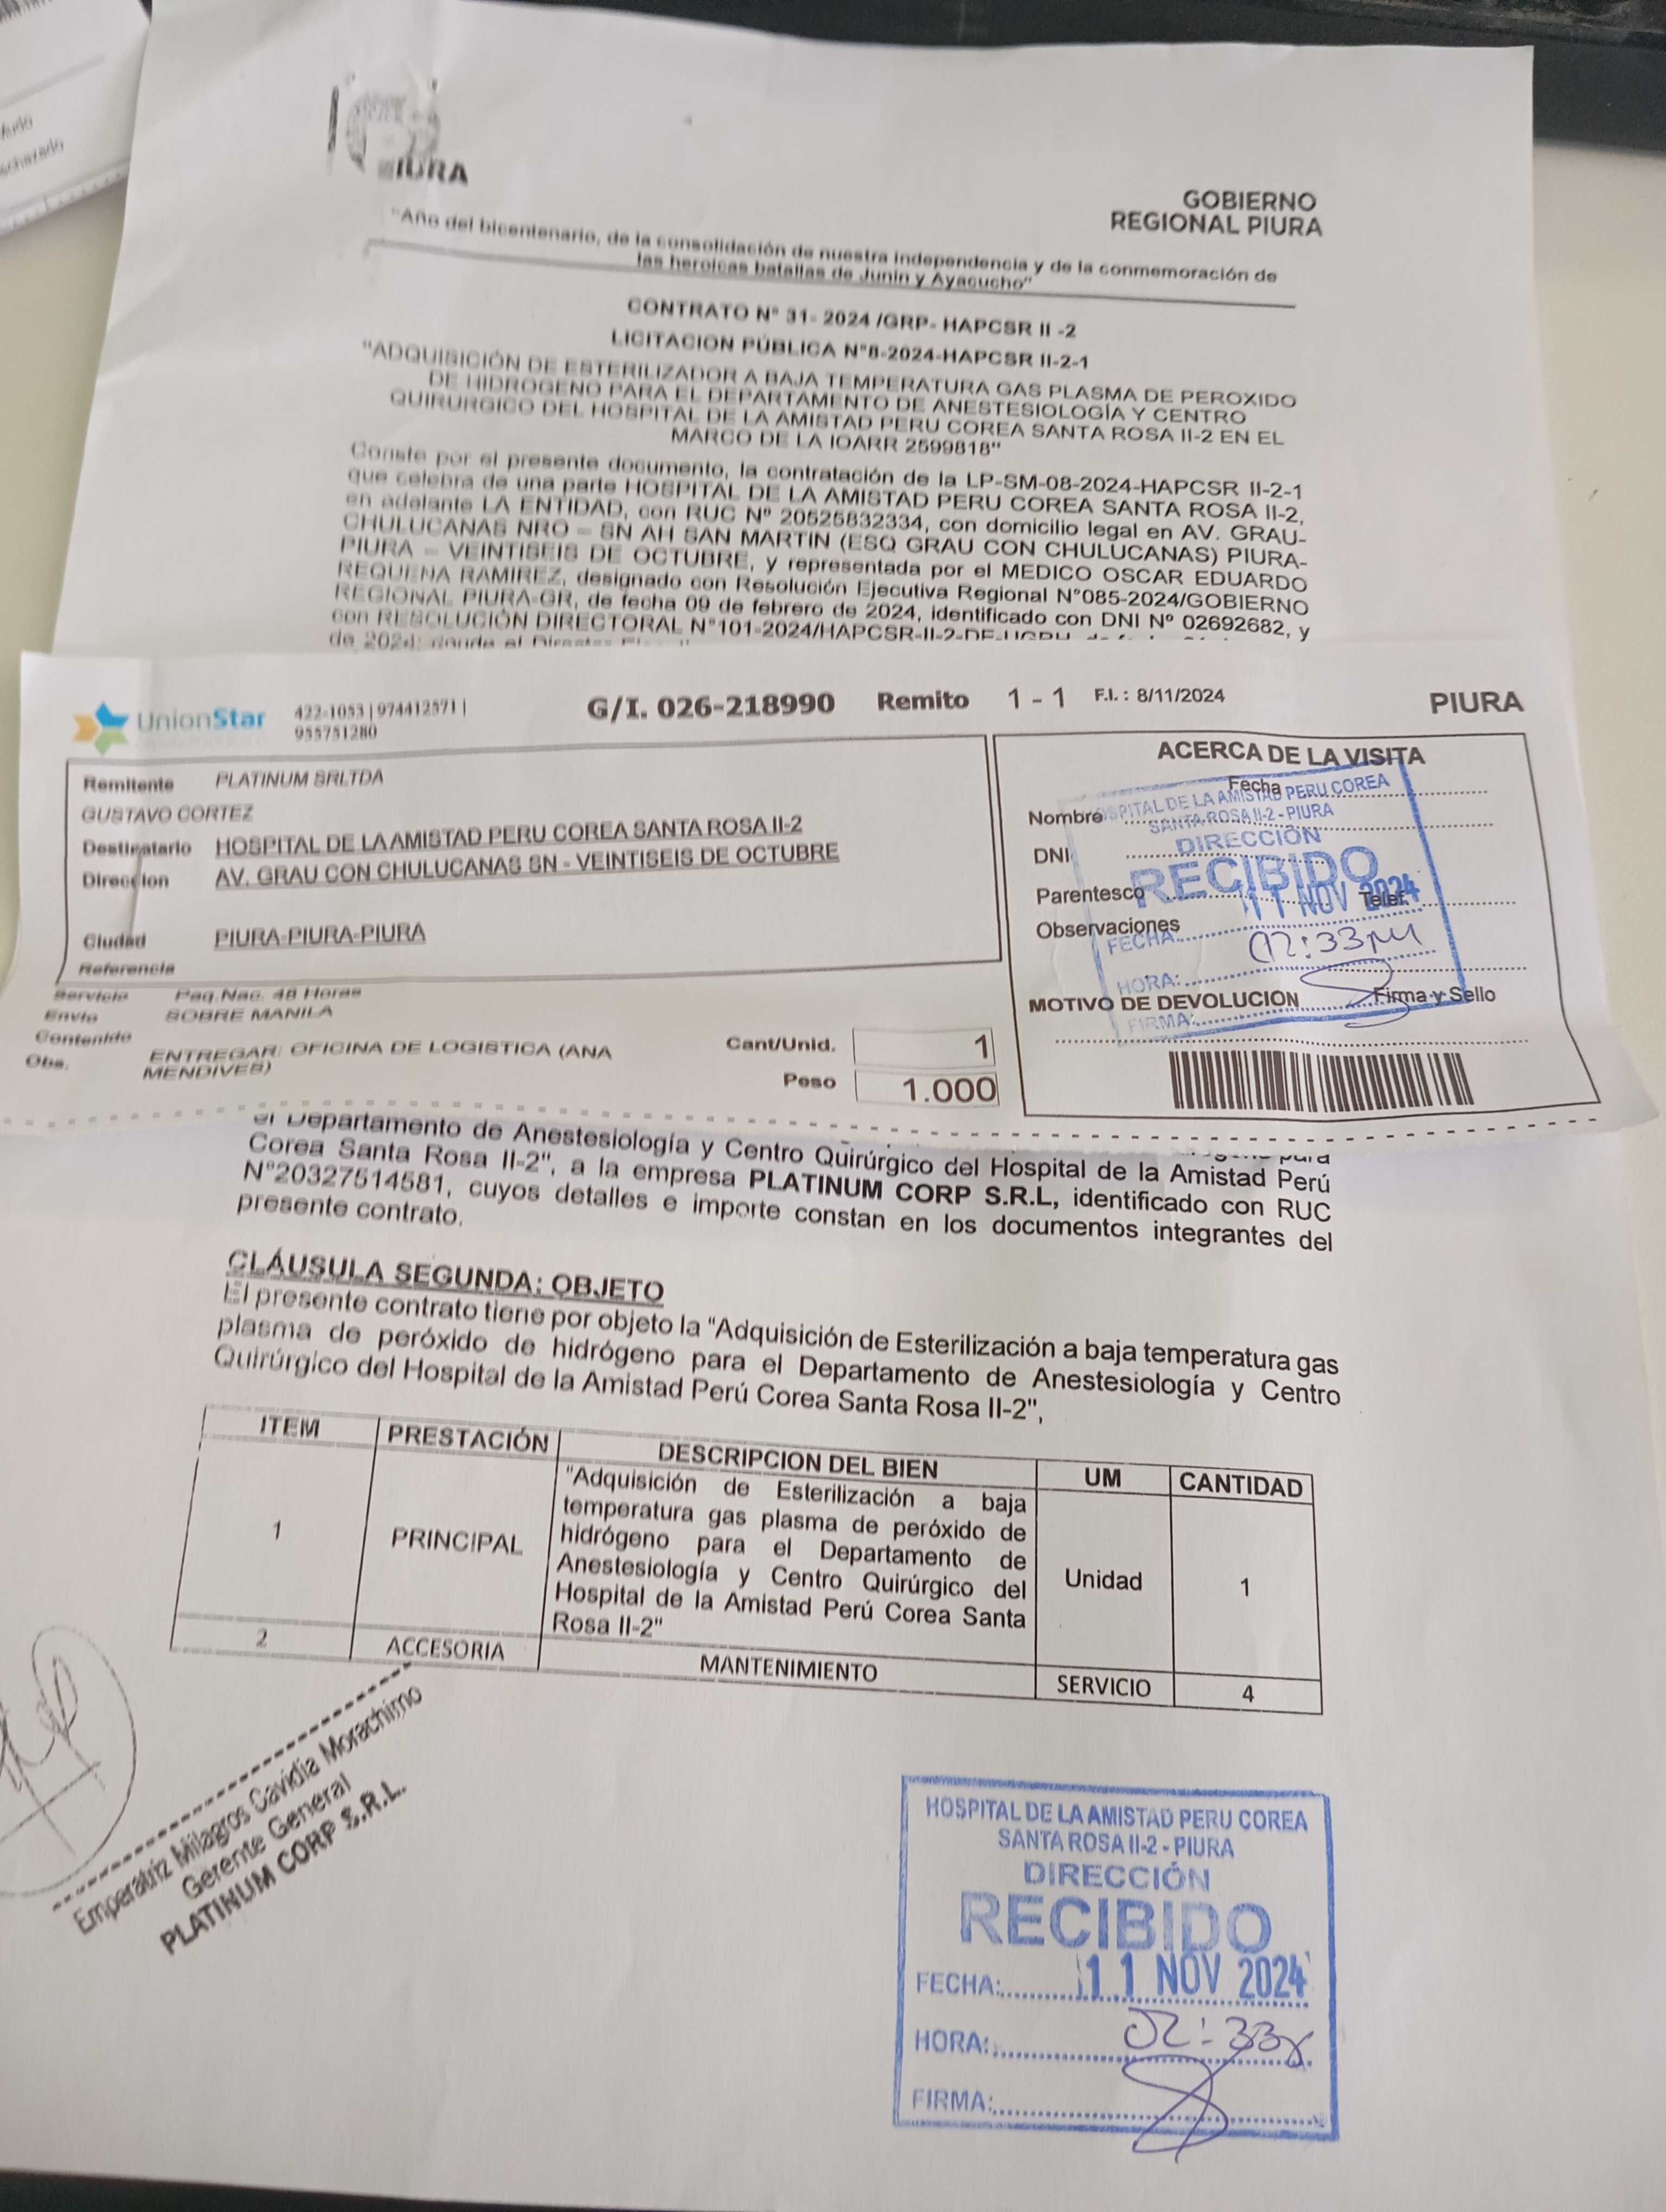 IURA
GOBIERNO
REGIONAL PIURA
"Año del bicentenario, de la consolidación de nuestra independencia y de la conmemoración de
las heroicas batallas de Junín y Ayacucho"
CONTRATO N° 31- 2024 /GRP- HAPCSR II -2
LICITACION PÚBLICA N°8-2024-HAPCSR II-2-1
"ADQUISICIÓN DE ESTERILIZADOR A BAJA TEMPERATURA GAS PLASMA DE PEROXIDO
DE HIDROGENO PARA EL DEPARTAMENTO DE ANESTESIOLOGÍA Y CENTRO
QUIRURGICO DEL HOSPITAL DE LA AMISTAD PERU COREA SANTA ROSA II-2 EN EL
MARCO DE LA IOARR 2599818"
Conste por el presente documento, la contratación de la LP-SM-08-2024-HAPCSR II-2-1
que celebra de una parte HOSPITAL DE LA AMISTAD PERU COREA SANTA ROSA II-2,
en adelante LA ENTIDAD, con RUC Nº 20525832334, con domicilio legal en AV. GRAU-
CHULUCANAS NRO – SN AH SAN MARTIN (ESQ GRAU CON CHULUCANAS) PIURA-
PIURA – VEINTISEIS DE OCTUBRE, y representada por el MEDICO OSCAR EDUARDO
REQUENA RAMIREZ, designado con Resolución Ejecutiva Regional N°085-2024/GOBIERNO
REGIONAL PIURA-GR, de fecha 09 de febrero de 2024, identificado con DNI Nº 02692682, y
con RESOLUCIÓN DIRECTORAL N°101-2024/HAPCSR-II-2-DE-UGRH,
de 2024; donde el
UnionStar
422-1053 | 974412571 |
955751280
G/I. 026-218990 Remito 1 - 1 F.I. : 8/11/2024
PIURA
Remitente PLATINUM SRLTDA
GUSTAVO CORTEZ
Destinatario HOSPITAL DE LA AMISTAD PERU COREA SANTA ROSA II-2
Direccion AV. GRAU CON CHULUCANAS SN - VEINTISEIS DE OCTUBRE
Ciudad PIURA-PIURA-PIURA
Referencia
Servicio Paq.Nac. 48 Horas
Envio SOBRE MANILA
Contenido
Obs. ENTREGAR: OFICINA DE LOGISTICA (ANA
MENDIVES)
Cant/Unid. 1
Peso 1.000
ACERCA DE LA VISITA
Fecha
Nombre
DNI
Parentesco
Telef.
Observaciones
MOTIVO DE DEVOLUCION
Firma y Sello
HOSPITAL DE LA AMISTAD PERU COREA
SANTA ROSA II-2 - PIURA
DIRECCIÓN
RECIBIDO
11 NOV 2024
FECHA:
02:33pm
HORA:
FIRMA:
el Departamento de Anestesiología y Centro Quirúrgico del Hospital de la Amistad Perú
Corea Santa Rosa II-2", a la empresa PLATINUM CORP S.R.L, identificado con RUC
N°20327514581, cuyos detalles e importe constan en los documentos integrantes del
presente contrato.
CLÁUSULA SEGUNDA: OBJETO
El presente contrato tiene por objeto la "Adquisición de Esterilización a baja temperatura gas
plasma de peróxido de hidrógeno para el Departamento de Anestesiología y Centro
Quirúrgico del Hospital de la Amistad Perú Corea Santa Rosa II-2",
ITEM PRESTACIÓN DESCRIPCION DEL BIEN UM CANTIDAD
1 PRINCIPAL "Adquisición de Esterilización a baja
temperatura gas plasma de peróxido de
hidrógeno para el Departamento de
Anestesiología y Centro Quirúrgico del
Hospital de la Amistad Perú Corea Santa
Rosa II-2" Unidad 1
2 ACCESORIA MANTENIMIENTO SERVICIO 4
Emperatriz Milagros Cavidia Morachimo
Gerente General
PLATINUM CORP S.R.L.
HOSPITAL DE LA AMISTAD PERU COREA
SANTA ROSA II-2 - PIURA
DIRECCIÓN
RECIBIDO
FECHA: 11 NOV 2024
HORA: 02:33
FIRMA: